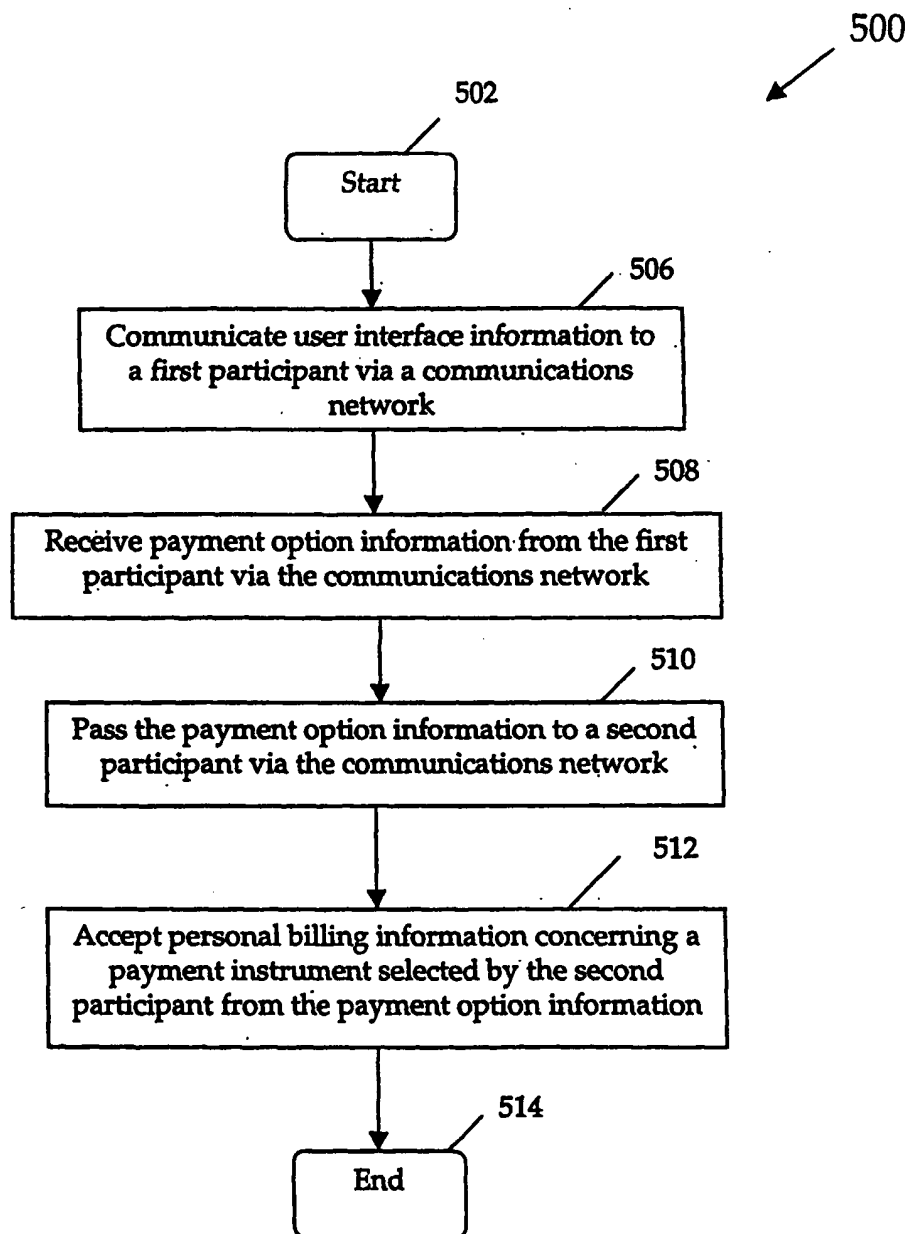 500
502
Start
506
Communicate user interface information to
a first participant via a communications
network
508
Receive payment option information from the first
participant via the communications network
510
Pass the payment option information to a second
participant via the communications network
512
Accept personal billing information concerning a
payment instrument selected by the second
participant from the payment option information
514
End